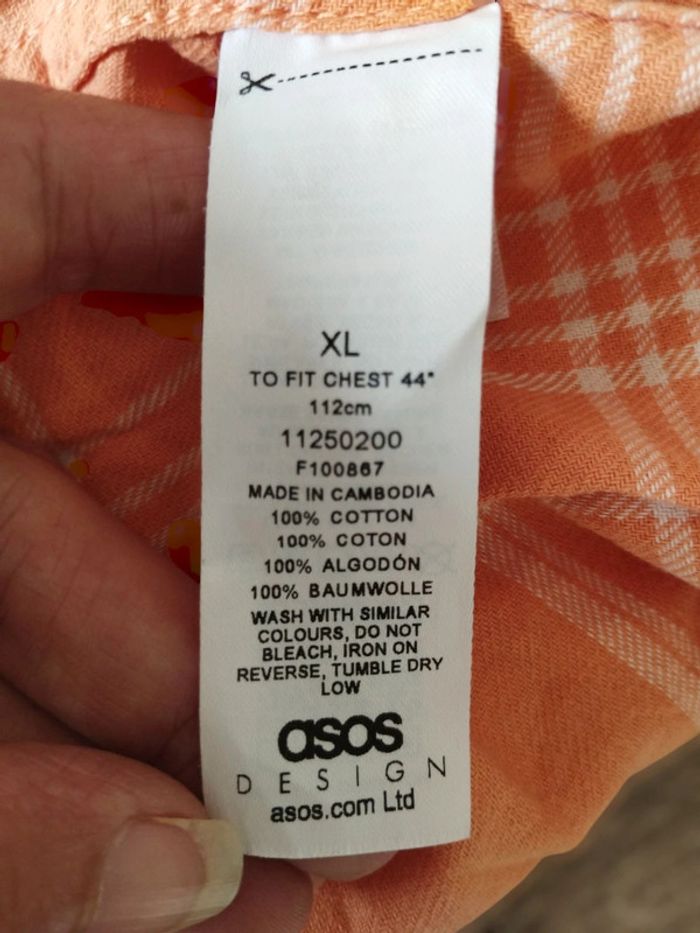 XL
TO FIT CHEST 44"
112cm
11250200
F100867
MADE IN CAMBODIA
100% COTTON
100% COTON
100% ALGODÓN
100% BAUMWOLLE
WASH WITH SIMILAR
COLOURS, DO NOT
BLEACH, IRON ON
REVERSE, TUMBLE DRY
LOW
asos
DESIGN
asos.com Ltd